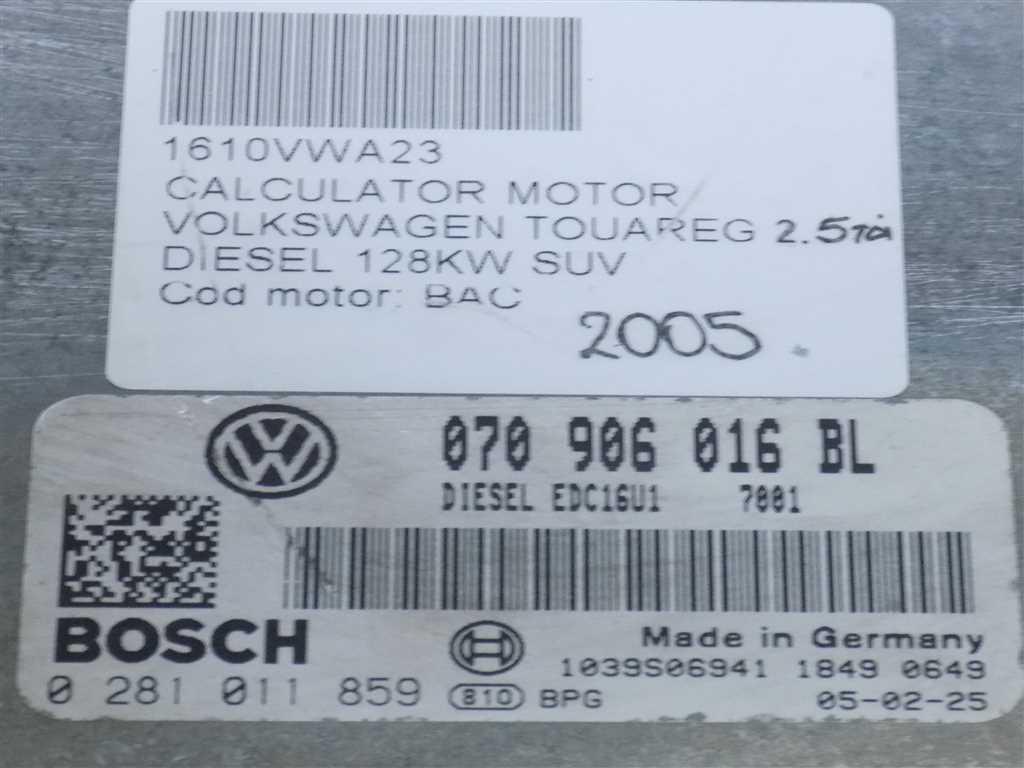 1610VWA23
CALCULATOR MOTOR
VOLKSWAGEN TOUAREG 2.5TDi
DIESEL 128KW SUV
Cod motor: BAC
2005
070 906 016 BL
DIESEL EDC16U1 7001
BOSCH
Made in Germany
1039S06941 1849 0649
0 281 011 859 810 BPG 05-02-25